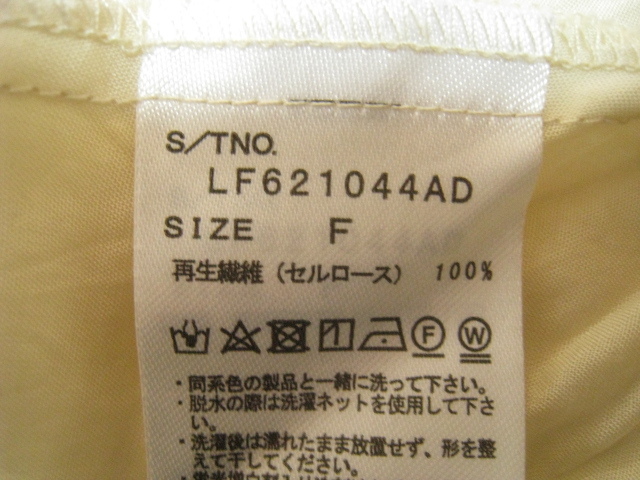 S/TNO.
LF621044AD
SIZE F
再生繊維（セルロース） 100%
F W
・同系色の製品と一緒に洗って下さい。
・脱水の際は洗濯ネットを使用して下さ
い。
・洗濯後は濡れたまま放置せず、形を整
えて干してください。